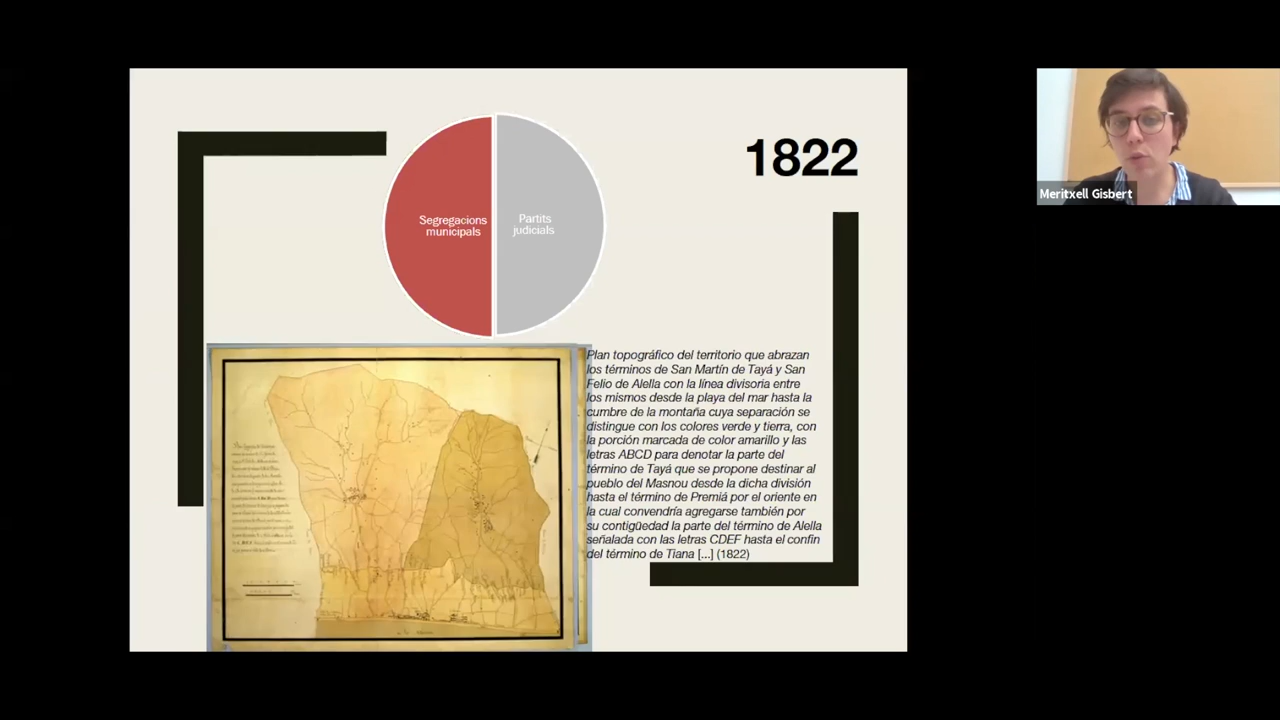 1822
Segregacions
municipals
Partits
judicials
Plan topográfico del territorio que abrazan
los términos de San Martín de Tayá y San
Felio de Alella con la línea divisoria entre
los mismos desde la playa del mar hasta la
cumbre de la montaña cuya separación se
distingue con los colores verde y tierra, con
la porción marcada de color amarillo y las
letras ABCD para denotar la parte del
término de Tayá que se propone destinar al
pueblo del Masnou desde la dicha división
hasta el término de Premiá por el oriente en
la cual convendría agregarse también por
su contigüedad la parte del término de Alella
señalada con las letras CDEF hasta el confin
del término de Tiana [...] (1822)
Meritxell Gisbert